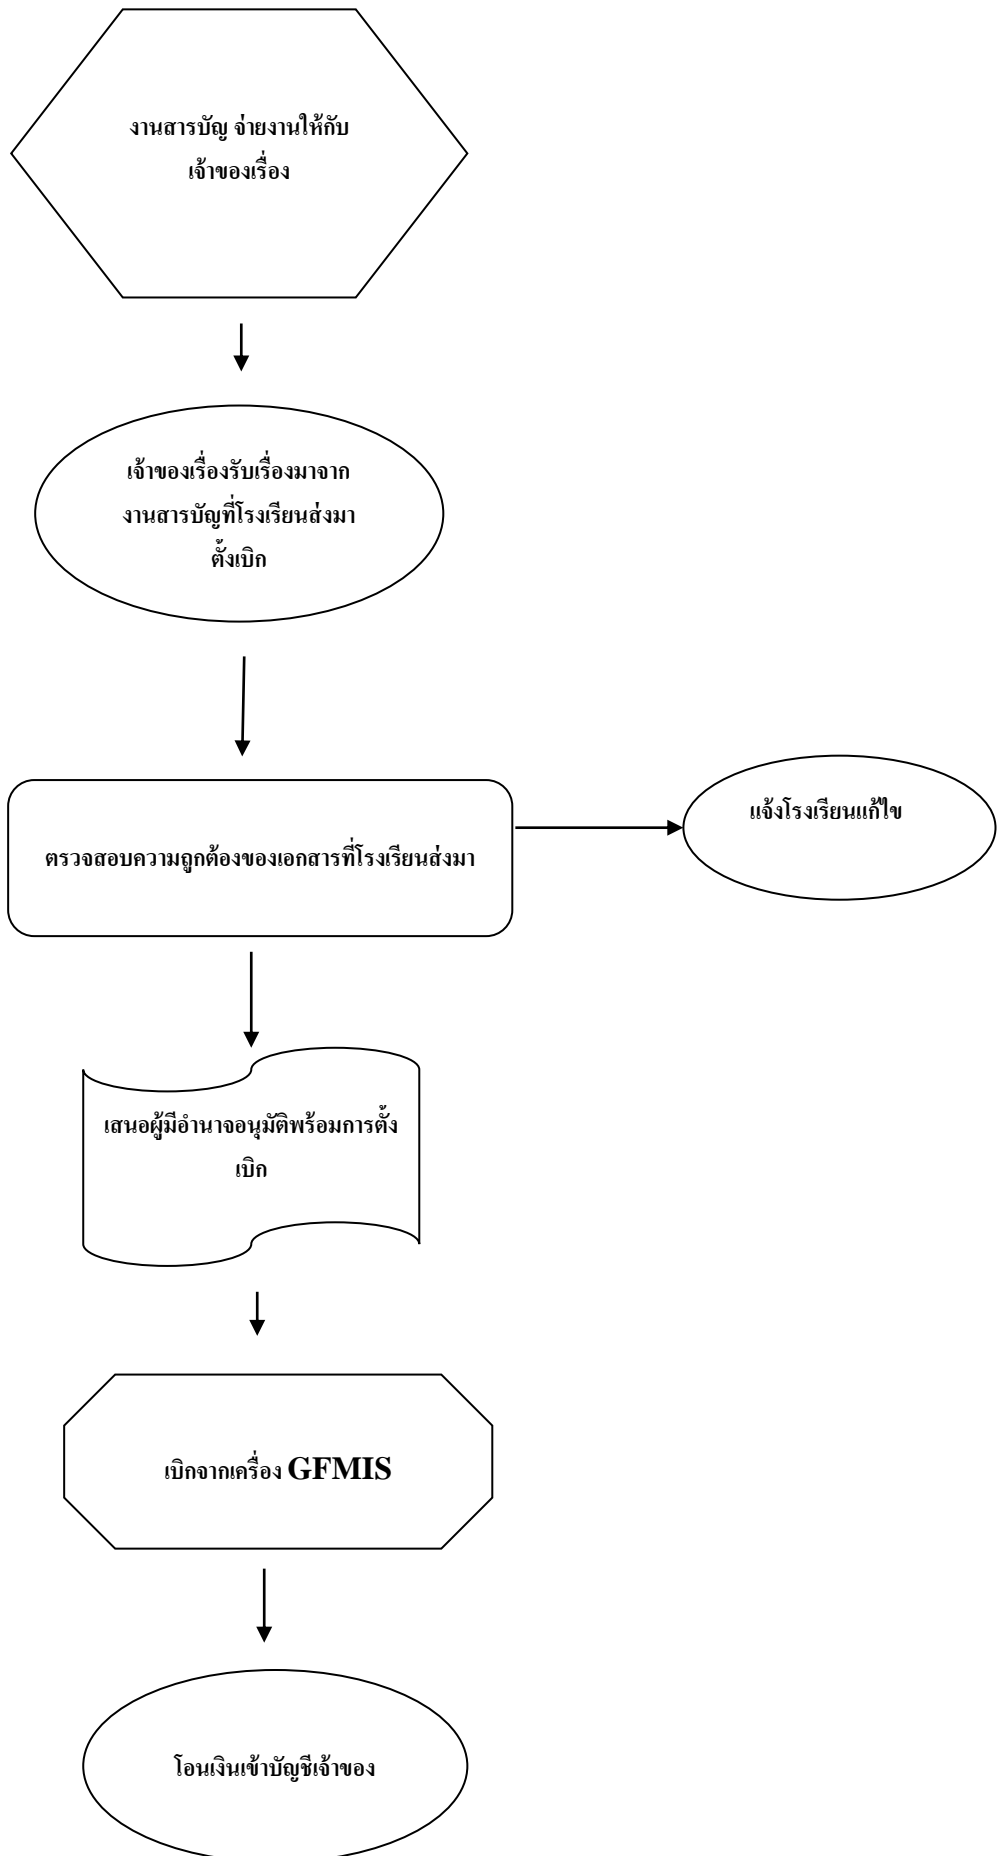 งานสารบัญ จ่ายงานให้กับ
เจ้าของเรื่อง
เจ้าของเรื่องรับเรื่องมาจาก
งานสารบัญที่โรงเรียนส่งมา
ตั้งเบิก
ตรวจสอบความถูกต้องของเอกสารที่โรงเรียนส่งมา
แจ้งโรงเรียนแก้ไข
เสนอผู้มีอำนาจอนุมัติพร้อมการตั้ง
เบิก
เบิกจากเครื่อง GFMIS
โอนเงินเข้าบัญชีเจ้าของ